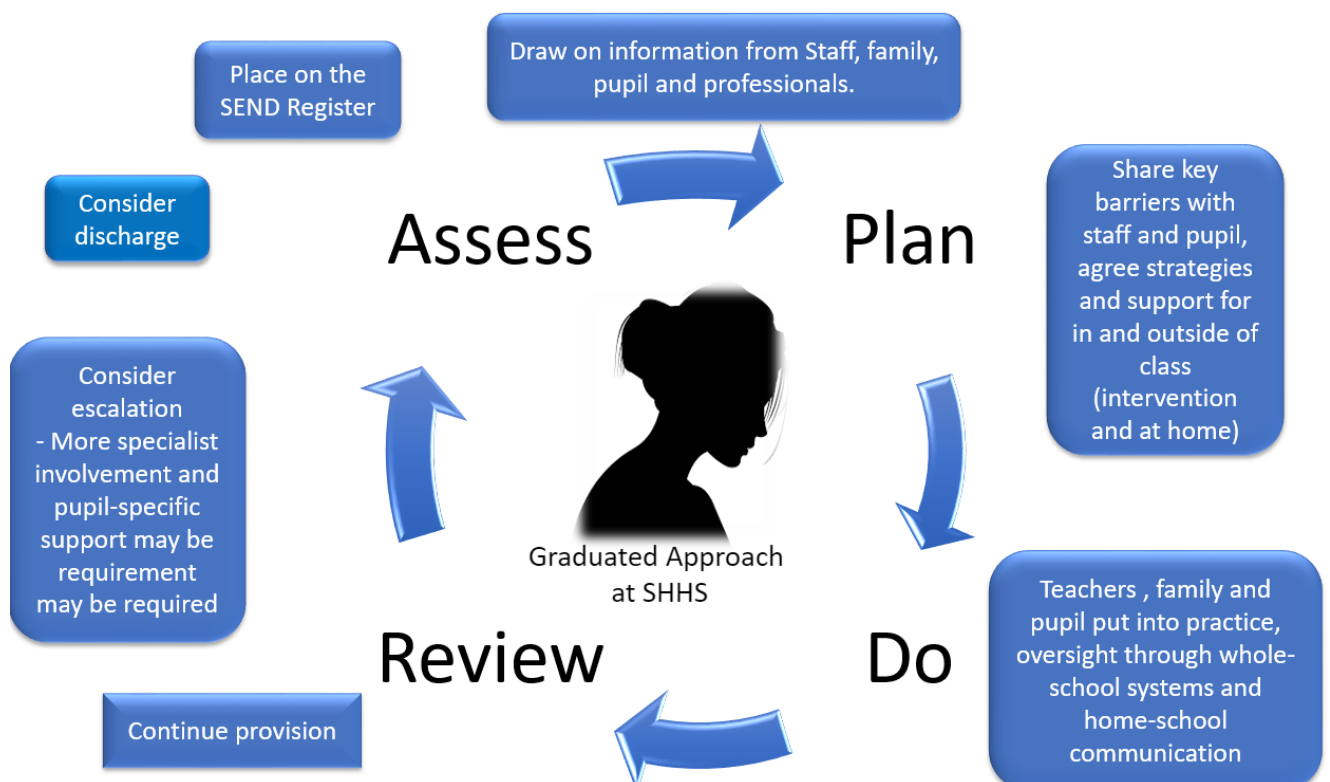 Place on the
SEND Register
Draw on information from Staff, family,
pupil and professionals.
Consider
discharge
Assess
Plan
Share key
barriers with
staff and pupil,
agree strategies
and support for
in and outside of
class
(intervention
and at home)
Consider
escalation
- More specialist
involvement and
pupil-specific
support may be
requirement
may be required
Graduated Approach
at SHHS
Review
Do
Teachers , family and
pupil put into practice,
oversight through whole-
school systems and
home-school
communication
Continue provision